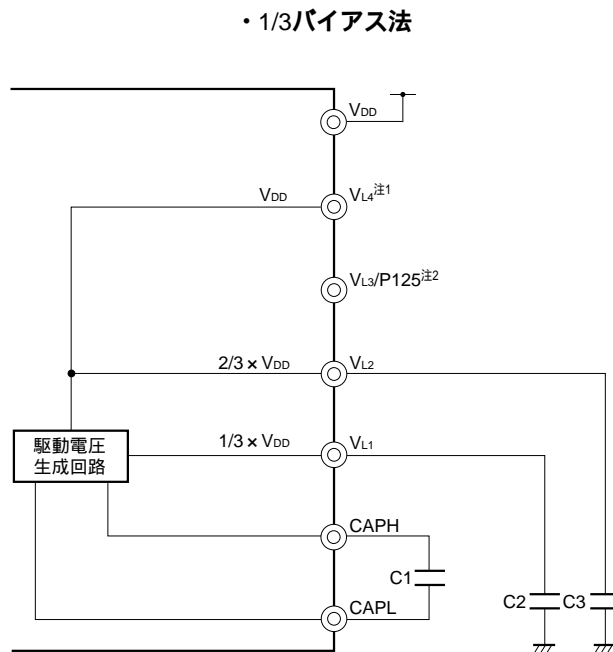 ・1/3バイアス法
VDD
VDD
VL4注1
VL3/P125注2
2/3 × VDD
VL2
駆動電圧
生成回路
1/3 × VDD
VL1
CAPH
C1
CAPL
C2
C3